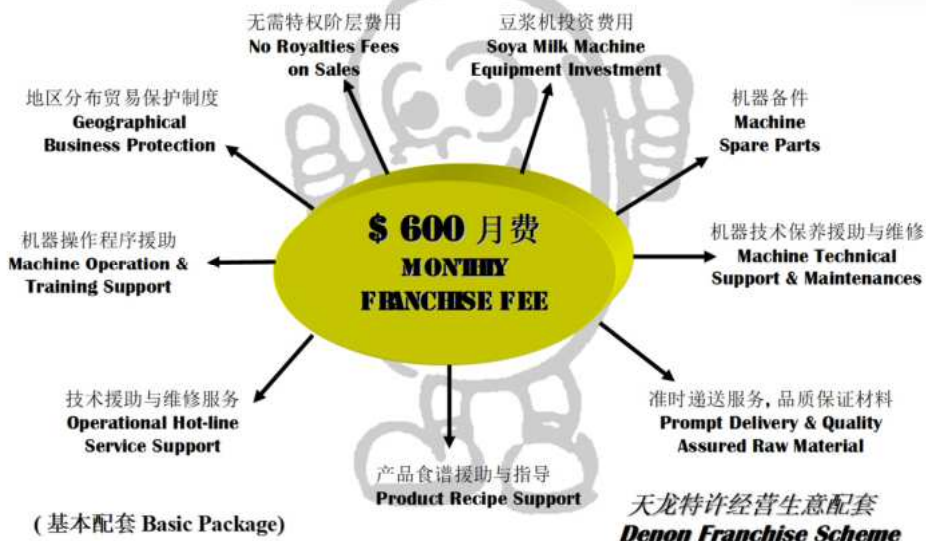 无需特权阶层费用
No Royalties Fees
on Sales
豆浆机投资费用
Soya Milk Machine
Equipment Investment
地区分布贸易保护制度
Geographical
Business Protection
机器备件
Machine
Spare Parts
$ 600 月费
MONTHLY
FRANCHISE FEE
机器操作程序援助
Machine Operation &
Training Support
机器技术保养援助与维修
Machine Technical
Support & Maintenances
技术援助与维修服务
Operational Hot-line
Service Support
准时递送服务, 品质保证材料
Prompt Delivery & Quality
Assured Raw Material
产品食谱援助与指导
Product Recipe Support
( 基本配套 Basic Package)
天龙特许经营生意配套
Denon Franchise Scheme